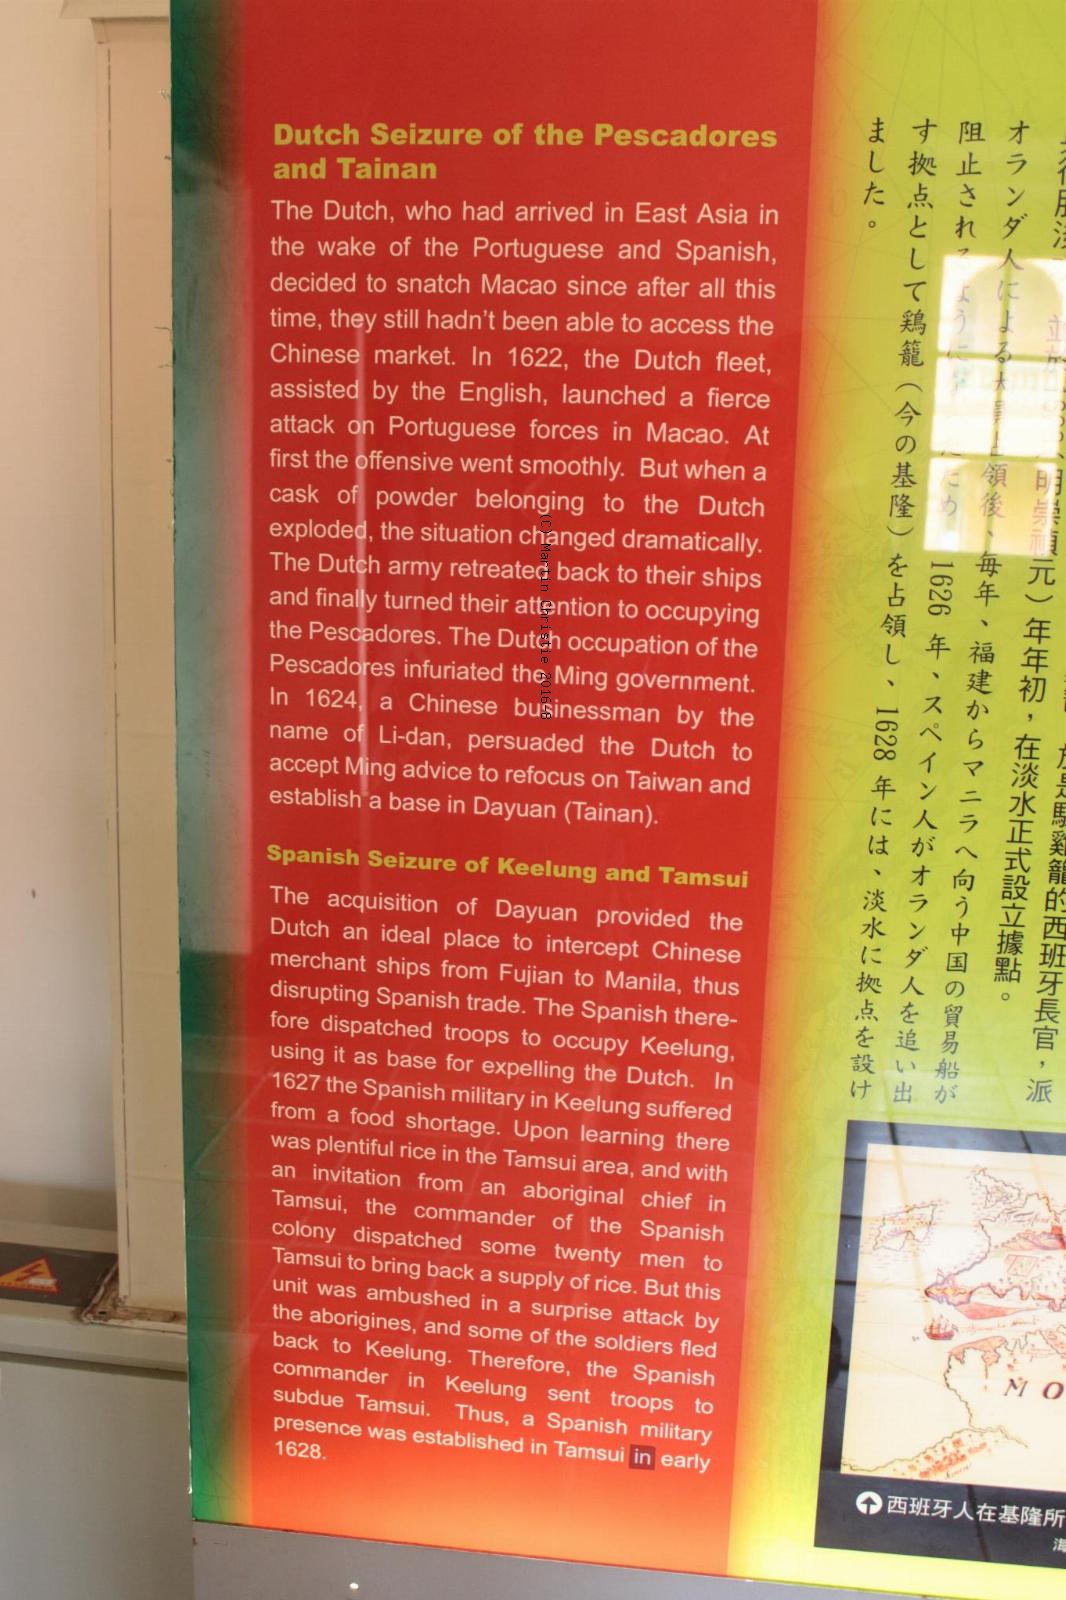 Dutch Seizure of the Pescadores
and Tainan
The Dutch, who had arrived in East Asia in
the wake of the Portuguese and Spanish,
decided to snatch Macao since after all this
time, they still hadn't been able to access the
Chinese market. In 1622, the Dutch fleet,
assisted by the English, launched a fierce
attack on Portuguese forces in Macao. At
first the offensive went smoothly. But when a
cask of powder belonging to the Dutch
exploded, the situation changed dramatically.
The Dutch army retreated back to their ships
and finally turned their attention to occupying
the Pescadores. The Dutch occupation of the
Pescadores infuriated the Ming government.
In 1624, a Chinese businessman by the
name of Li-dan, persuaded the Dutch to
accept Ming advice to refocus on Taiwan and
establish a base in Dayuan (Tainan).
Spanish Seizure of Keelung and Tamsui
The acquisition of Dayuan provided the
Dutch an ideal place to intercept Chinese
merchant ships from Fujian to Manila, thus
disrupting Spanish trade. The Spanish there-
fore dispatched troops to occupy Keelung,
using it as base for expelling the Dutch. In
1627 the Spanish military in Keelung suffered
from a food shortage. Upon learning there
was plentiful rice in the Tamsui area, and with
an invitation from an aboriginal chief in
Tamsui, the commander of the Spanish
colony dispatched some twenty men to
Tamsui to bring back a supply of rice. But this
unit was ambushed in a surprise attack by
the aborigines, and some of the soldiers fled
back to Keelung. Therefore, the Spanish
commander in Keelung sent troops to
subdue Tamsui. Thus, a Spanish military
presence was established in Tamsui in early
1628.
(C) Martin Christie 2016-8
元）年年初，在淡水正式設立據點。
オランダ人による
領後、毎年、福建からマニラへ向う中国の貿易船が
阻止される
1626 年、スペイン人がオランダ人を追い出
す拠点として鶏籠（今の基隆）を占領し、1628 年には、淡水に拠点を設け
ました。
M O
西班牙人在基隆所